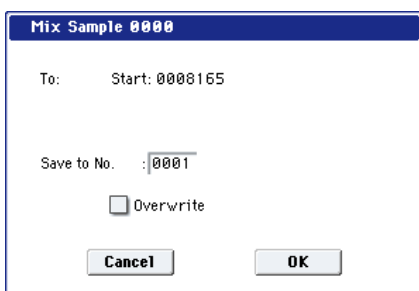 Mix Sample 0000
To: Start: 0008165
Save to No. :0001
Overwrite
Cancel OK